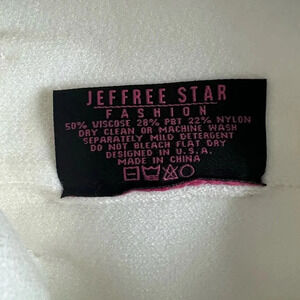 JEFFREE STAR
FASHION
50% VISCOSE 28% PBT 22% NYLON
DRY CLEAN OR MACHINE WASH
SEPARATELY MILD DETERGENT
DO NOT BLEACH FLAT DRY
DESIGNED IN U.S.A.
MADE IN CHINA